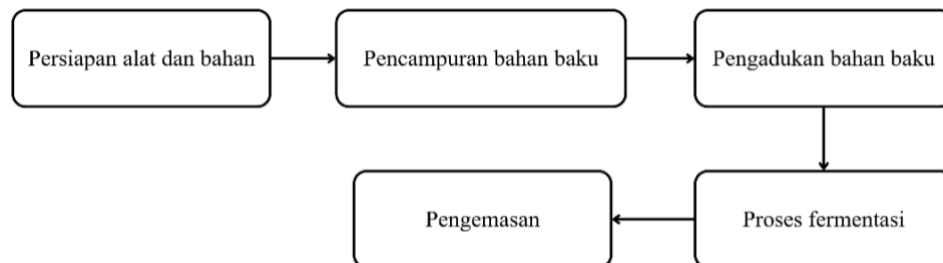 Persiapan alat dan bahan
Pencampuran bahan baku
Pengadukan bahan baku
Proses fermentasi
Pengemasan